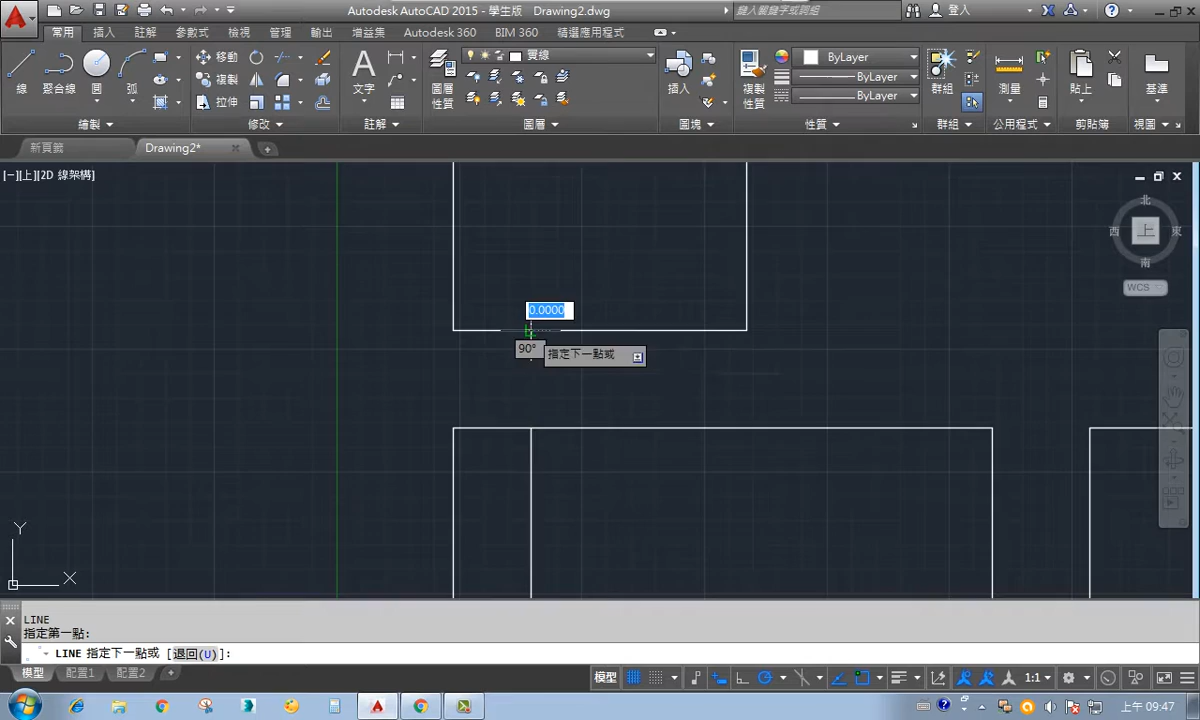 Autodesk AutoCAD 2015 - 學生版 Drawing2.dwg
鍵入關鍵字或詞組
登入
常用 插入 註解 參數式 檢視 管理 輸出 增益集 Autodesk 360 BIM 360 精選應用程式
線 聚合線 圓 弧
移動
複製
拉伸
文字
圖層
性質
實線
插入
複製
性質
ByLayer
ByLayer
ByLayer
群組
測量
貼上
基準
繪製 修改 註解 圖層 圖塊 性質 群組 公用程式 剪貼簿 視圖
新頁籤 Drawing2*
[−][上][2D 線架構]
北
西 上 東
南
WCS
0.0000
90° 指定下一點或
Y
X
LINE
指定第一點:
LINE 指定下一點或 [退回(U)]:
模型 配置1 配置2 +
模型 1:1
上午 09:47